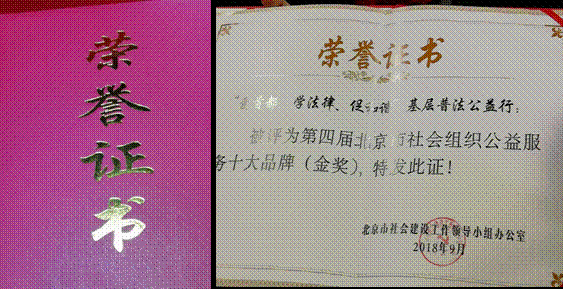 荣
誉
证
书
荣誉证书
学法律、促和谐”基层普法公益行：
被评为第四届北京市社会组织公益服
务十大品牌（金奖），特发此证！
北京市社会建设工作领导小组办公室
2018年9月